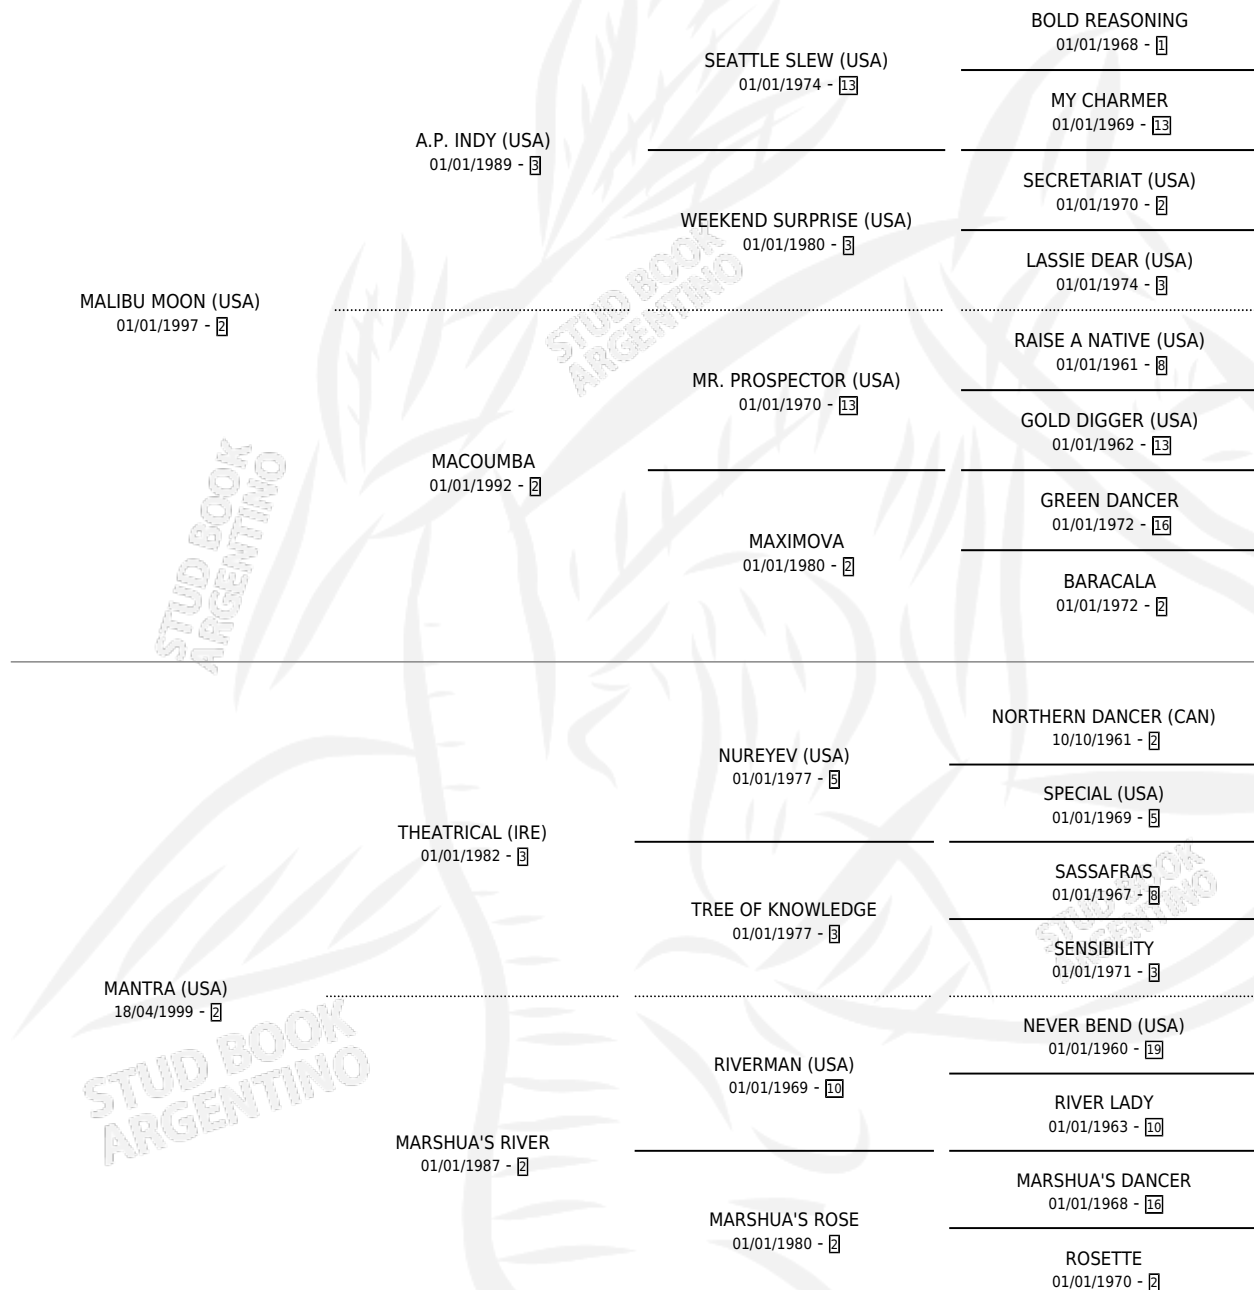 BOLD REASONING
01/01/1968 - 1
SEATTLE SLEW (USA)
01/01/1974 - 13
MY CHARMER
01/01/1969 - 13
A.P. INDY (USA)
01/01/1989 - 3
SECRETARIAT (USA)
01/01/1970 - 2
WEEKEND SURPRISE (USA)
01/01/1980 - 3
LASSIE DEAR (USA)
01/01/1974 - 3
MALIBU MOON (USA)
01/01/1997 - 2
STUD BOOK
ARGENTINO
RAISE A NATIVE (USA)
01/01/1961 - 8
MR. PROSPECTOR (USA)
01/01/1970 - 13
GOLD DIGGER (USA)
01/01/1962 - 13
MACOUMBA
01/01/1992 - 2
GREEN DANCER
01/01/1972 - 16
MAXIMOVA
01/01/1980 - 2
BARACALA
01/01/1972 - 2
STUD BOOK
ARGENTINO
NORTHERN DANCER (CAN)
10/10/1961 - 2
NUREYEV (USA)
01/01/1977 - 5
SPECIAL (USA)
01/01/1969 - 5
THEATRICAL (IRE)
01/01/1982 - 3
SASSAFRAS
01/01/1967 - 8
TREE OF KNOWLEDGE
01/01/1977 - 3
SENSIBILITY
01/01/1971 - 3
STUD BOOK
ARGENTINO
MANTRA (USA)
18/04/1999 - 2
NEVER BEND (USA)
01/01/1960 - 19
RIVERMAN (USA)
01/01/1969 - 10
RIVER LADY
01/01/1963 - 10
STUD BOOK
ARGENTINO
MARSHUA'S RIVER
01/01/1987 - 2
MARSHUA'S DANCER
01/01/1968 - 16
MARSHUA'S ROSE
01/01/1980 - 2
ROSETTE
01/01/1970 - 2